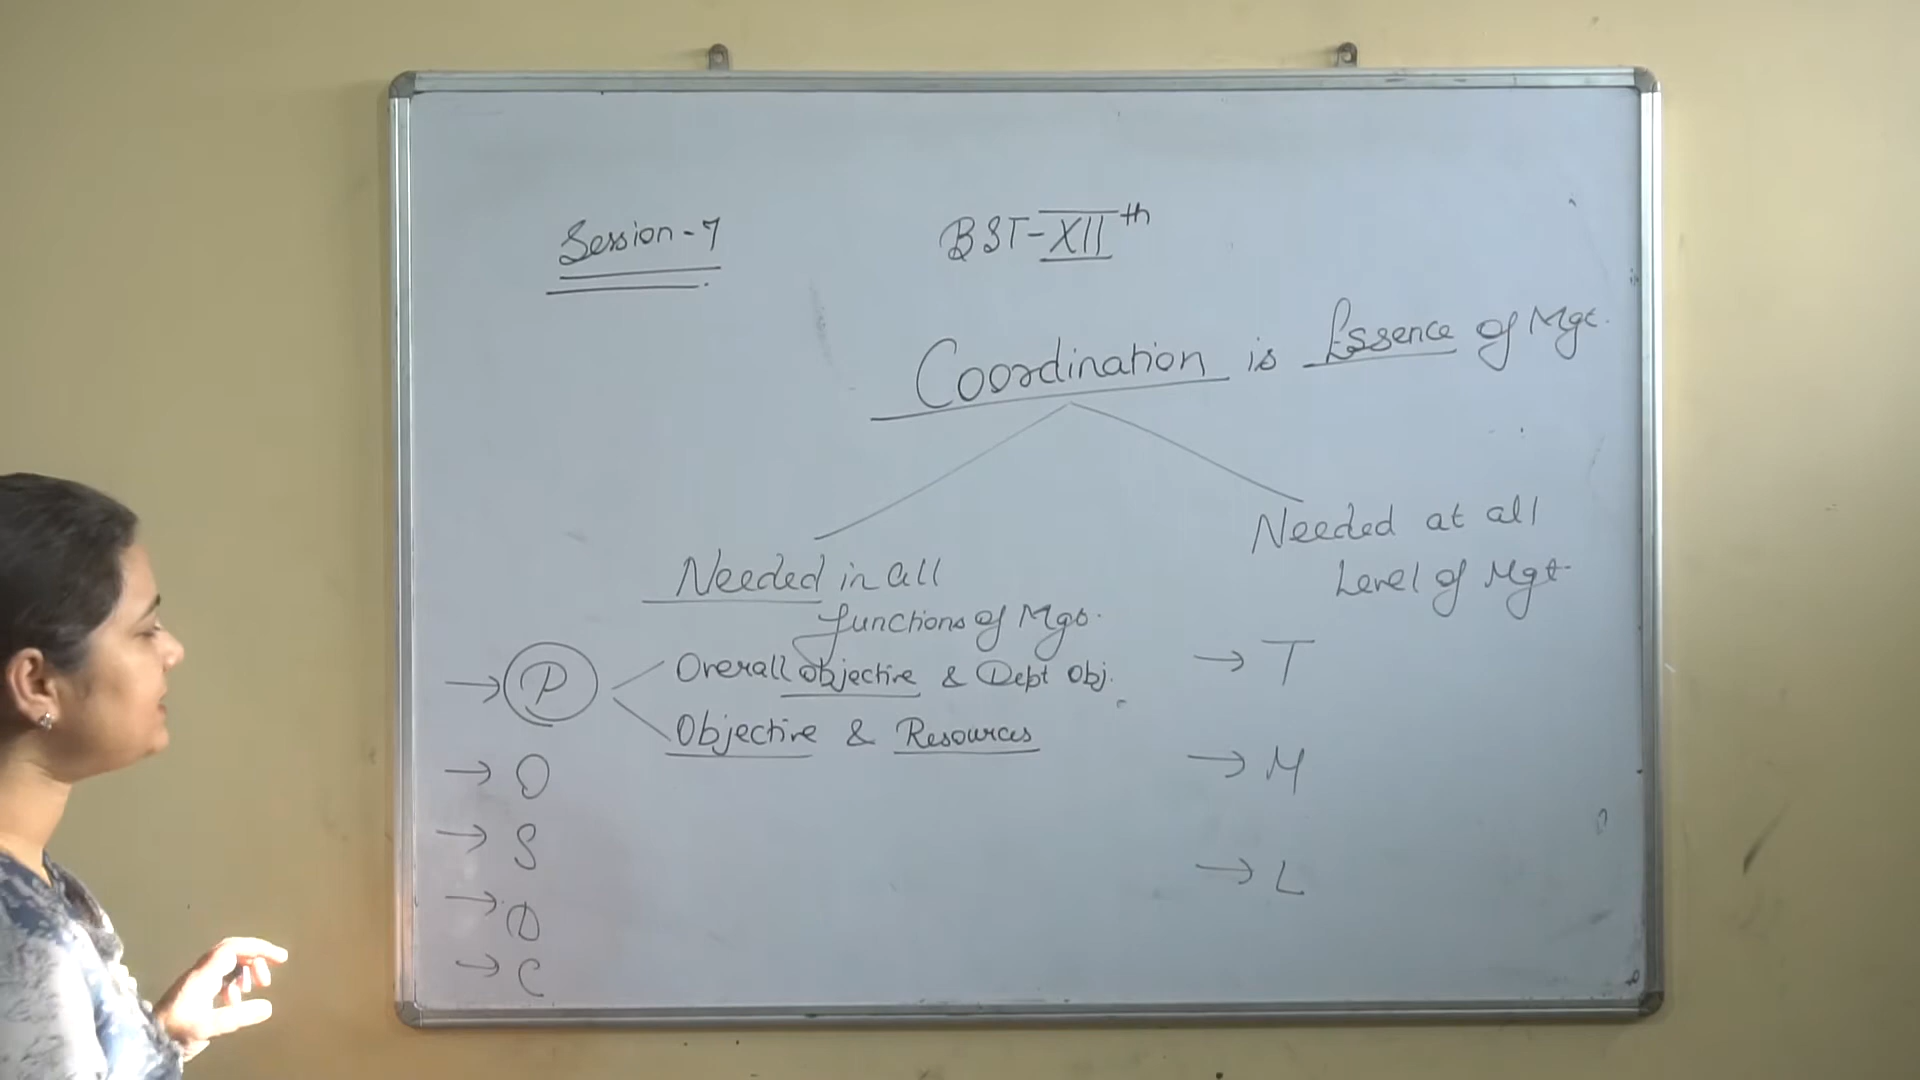 Session-7
BST-XIIth
Coordination is Essence of Mgt.
Needed in all
functions of Mgt.
→ P
Overall objective & Dept Obj.
Objective & Resources
→ O
→ S
→ D
→ C
Needed at all
Level of Mgt.
→ T
→ M
→ L